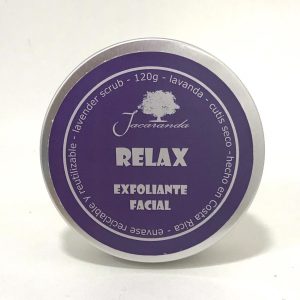 lavender scrub - 120g - lavanda - cutis seco - hecho en Costa Rica - envase reciclable y reutilizable -
Jacaranda
RELAX
EXFOLIANTE
FACIAL